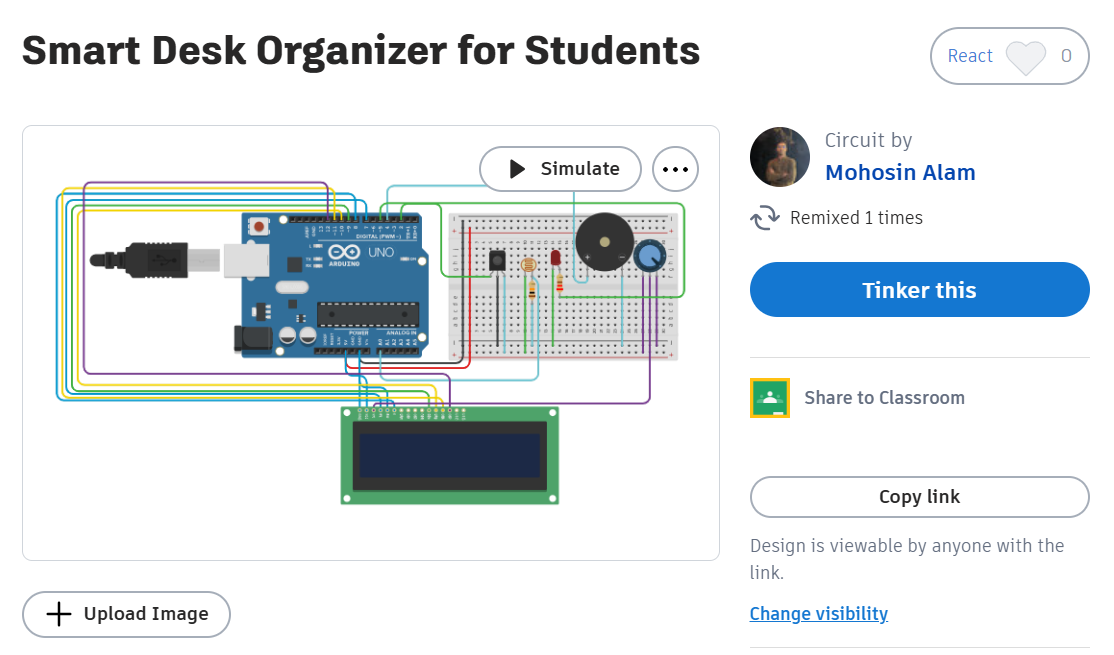 Smart Desk Organizer for Students
React 0
Simulate
Circuit by
Mohosin Alam
Remixed 1 times
Tinker this
DIGITAL (PWM~)
UNO
ARDUINO
POWER
ANALOG IN
Share to Classroom
Copy link
Design is viewable by anyone with the
link.
Change visibility
Upload Image